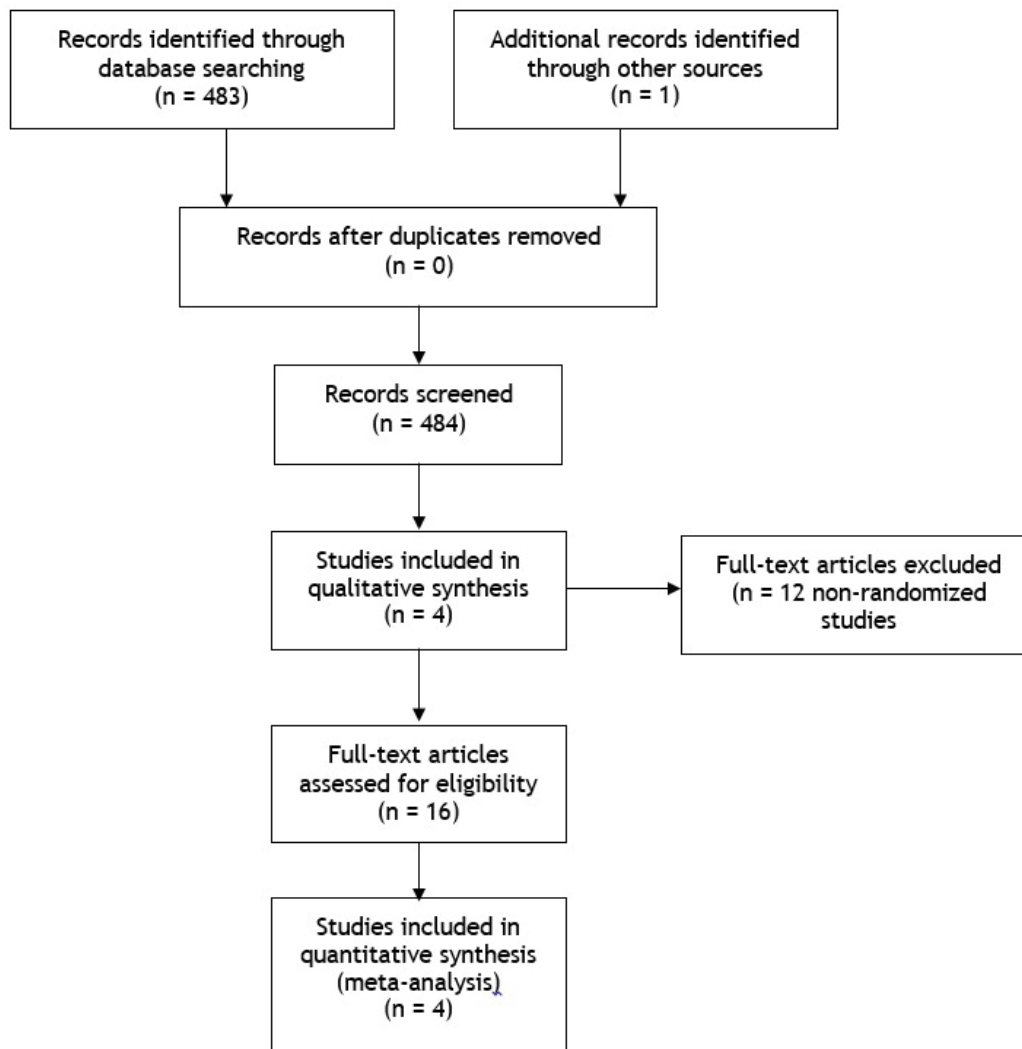 Records identified through
database searching
(n = 483)
Additional records identified
through other sources
(n = 1)
Records after duplicates removed
(n = 0)
Records screened
(n = 484)
Studies included in
qualitative synthesis
(n = 4)
Full-text articles excluded
(n = 12 non-randomized
studies
Full-text articles
assessed for eligibility
(n = 16)
Studies included in
quantitative synthesis
(meta-analysis)
(n = 4)